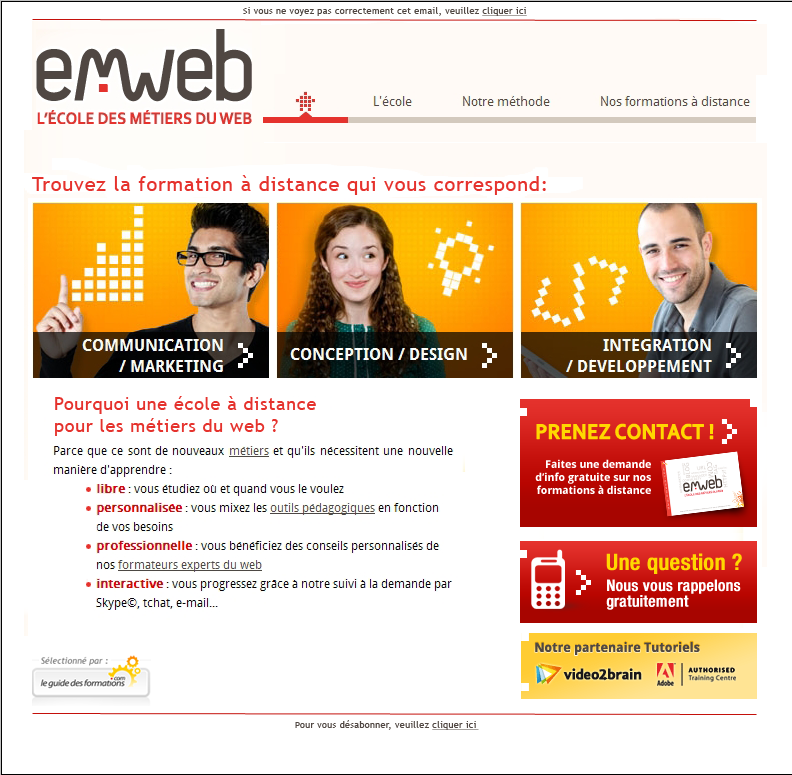 Si vous ne voyez pas correctement cet email, veuillez cliquer ici
emweb
L'ÉCOLE DES MÉTIERS DU WEB
L'école
Notre méthode
Nos formations à distance
Trouvez la formation à distance qui vous correspond:
COMMUNICATION
/ MARKETING
CONCEPTION / DESIGN
INTEGRATION
/ DEVELOPPEMENT
Pourquoi une école à distance
pour les métiers du web ?
Parce que ce sont de nouveaux métiers et qu'ils nécessitent une nouvelle
manière d'apprendre :
libre : vous étudiez où et quand vous le voulez
personnalisée : vous mixez les outils pédagogiques en fonction
de vos besoins
professionnelle : vous bénéficiez des conseils personnalisés de
nos formateurs experts du web
interactive : vous progressez grâce à notre suivi à la demande par
Skype©, tchat, e-mail...
PRENEZ CONTACT !
Faites une demande
d'info gratuite sur nos
formations à distance
emweb
Une question ?
Nous vous rappelons
gratuitement
Notre partenaire Tutoriels
video2brain
Adobe
AUTHORISED
Training Centre
Sélectionné par :
le guide des formations
.com
Pour vous désabonner, veuillez cliquer ici